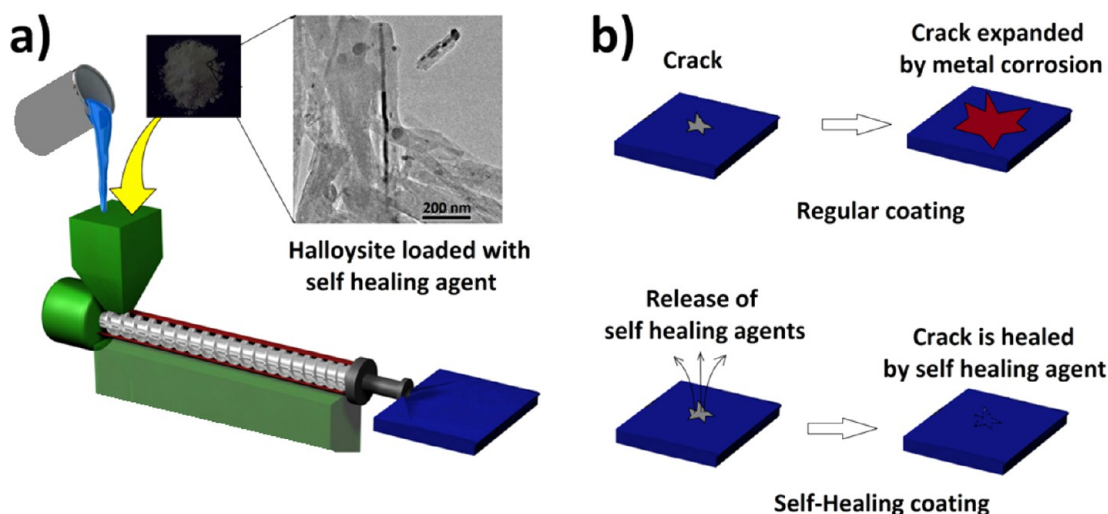 a)
200 nm
Halloysite loaded with
self healing agent
b)
Crack
Crack expanded
by metal corrosion
Regular coating
Release of
self healing agents
Crack is healed
by self healing agent
Self-Healing coating